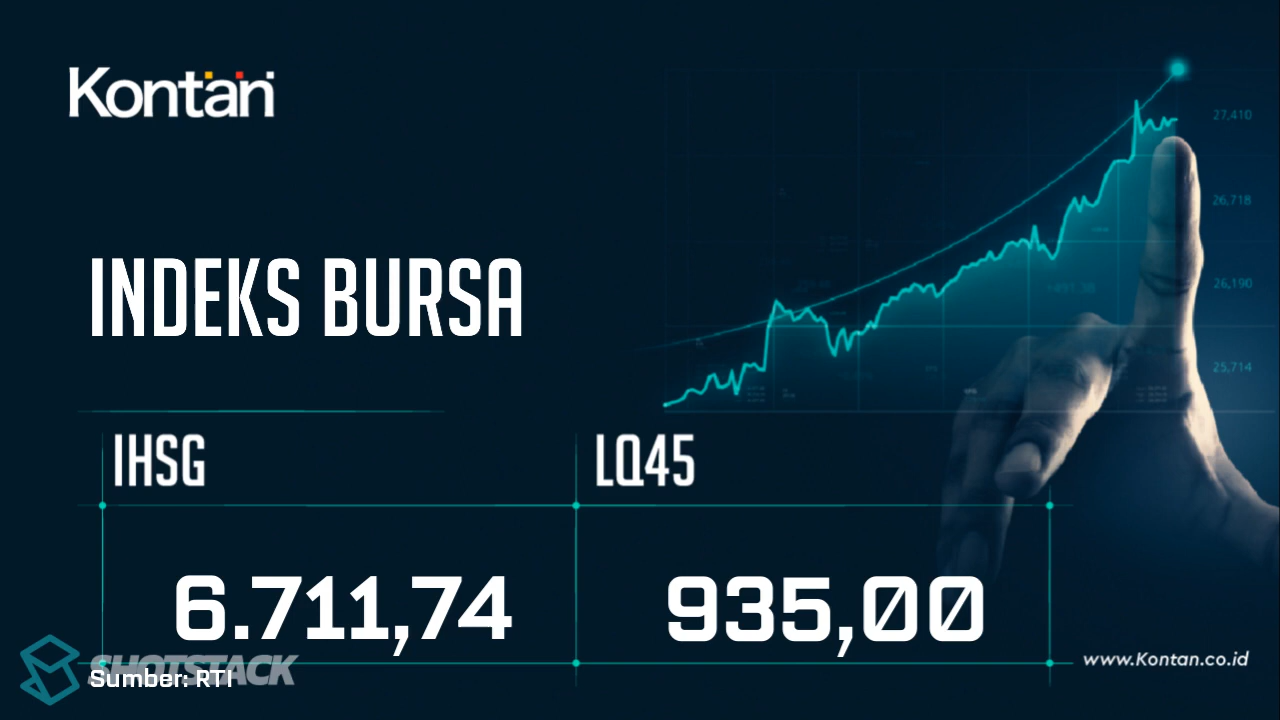 Kontan
27,410
26,718
26,190
25,714
INDEKS BURSA
IHSG
LQ45
6.711,74
935,00
www.Kontan.co.id
SHOTSTACK
Sumber: RTI